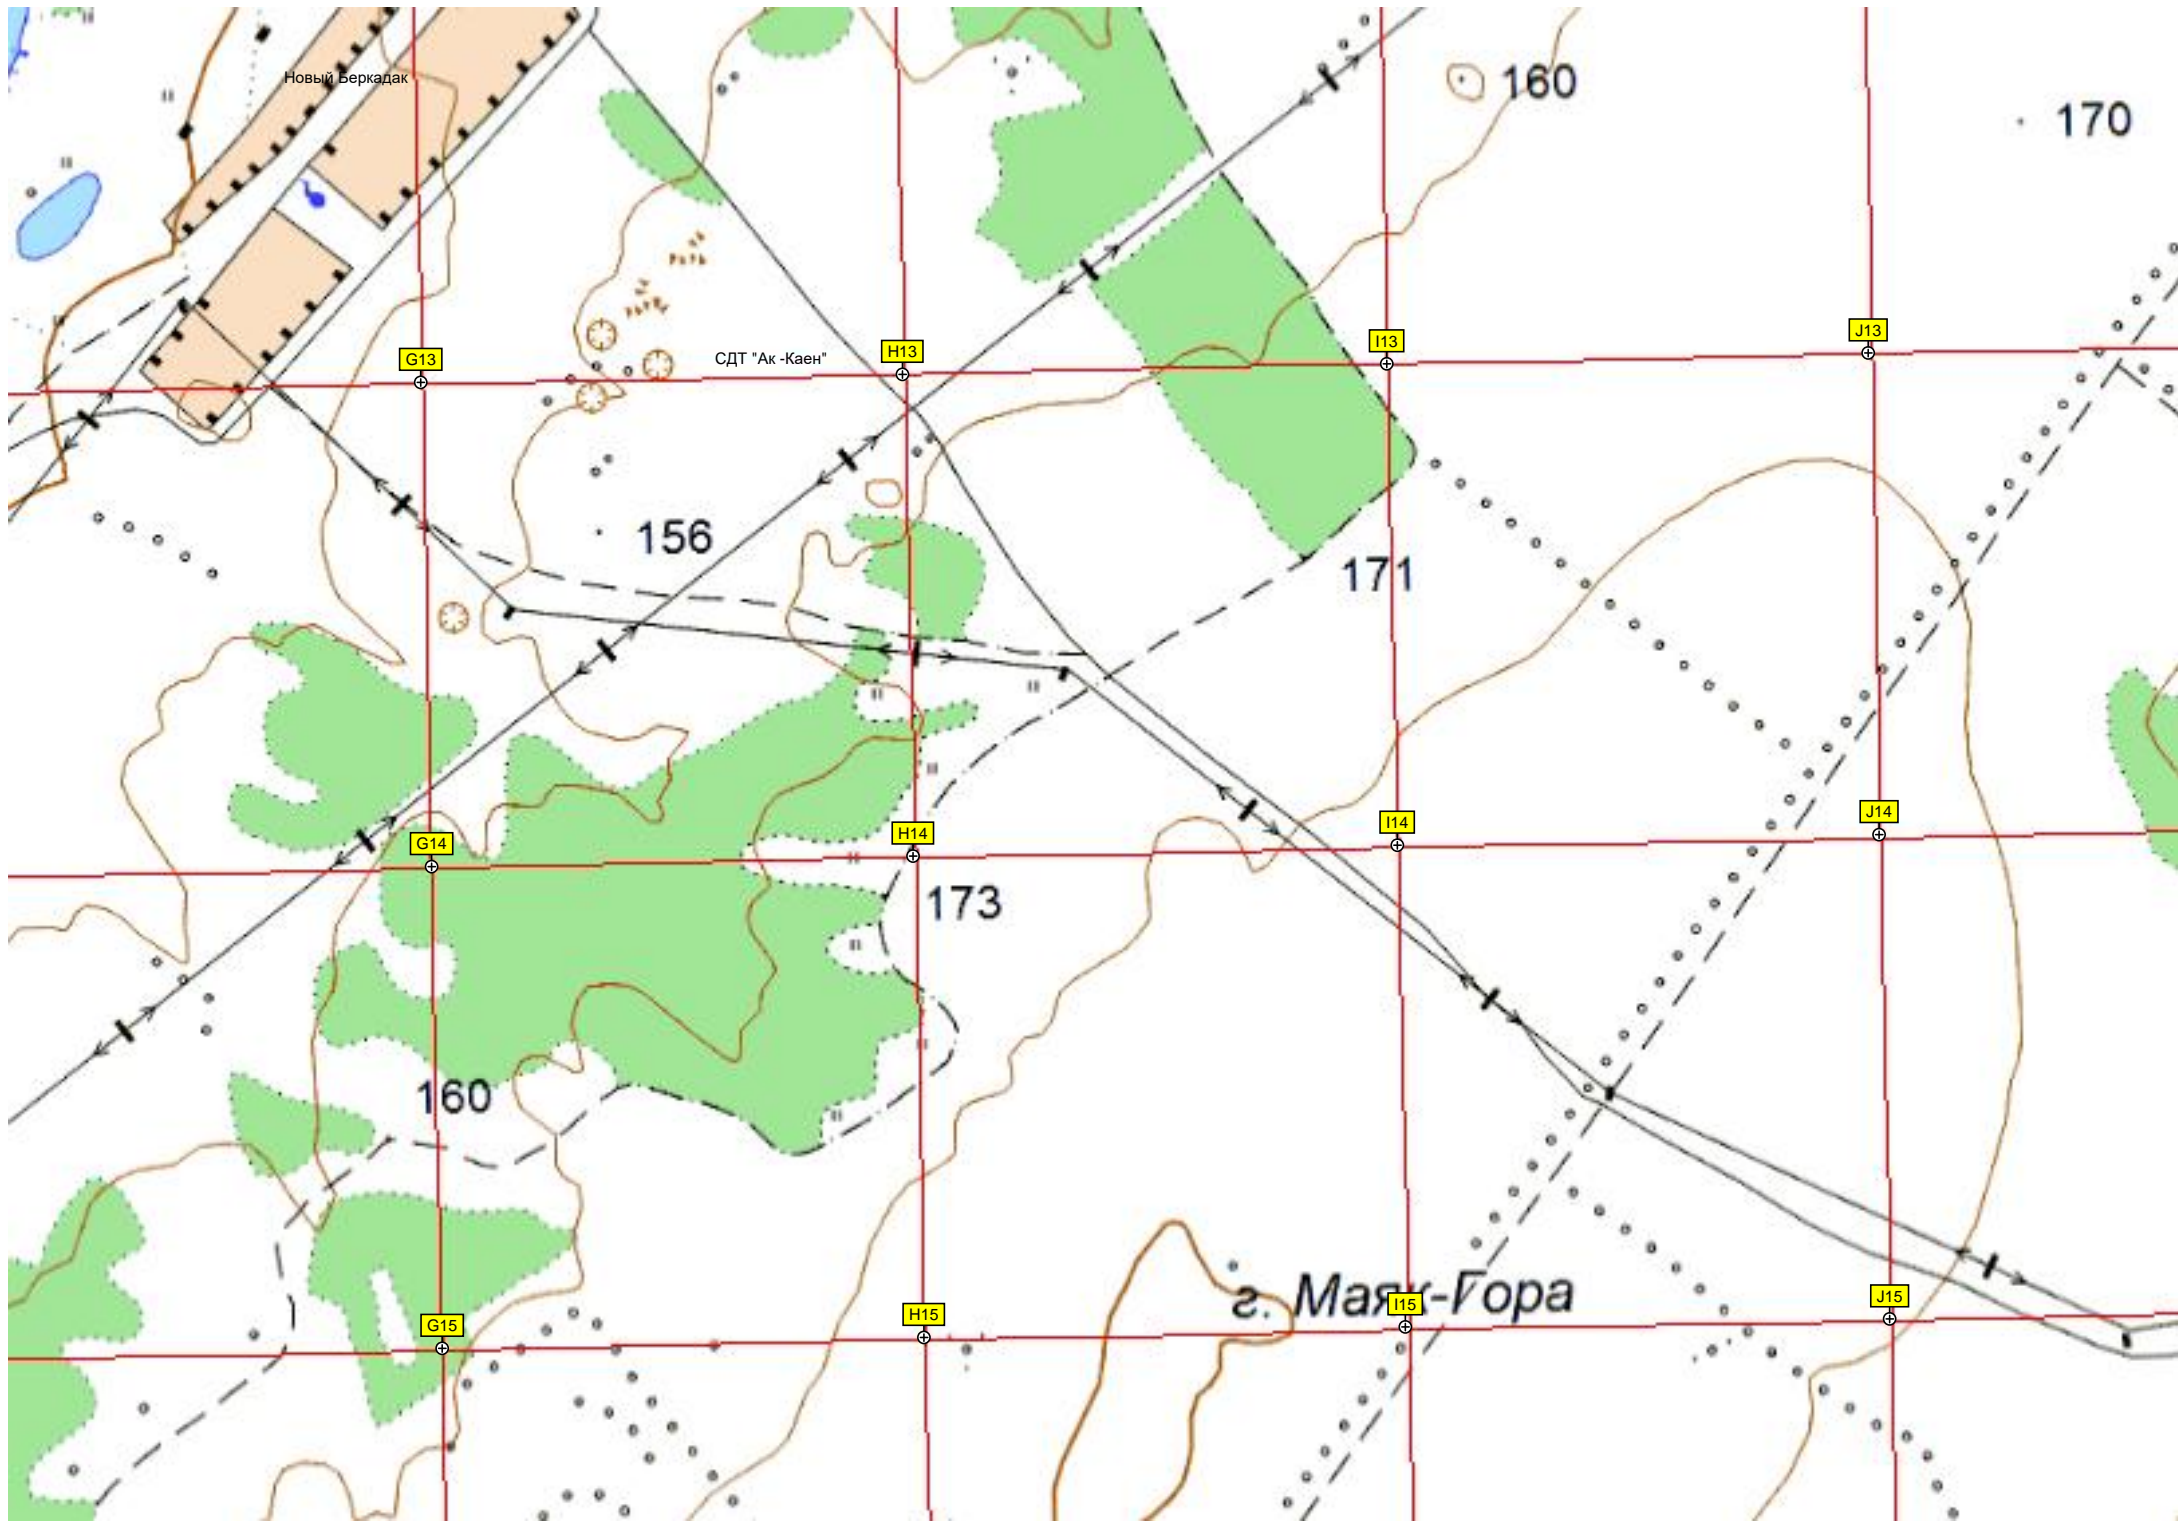 Новый Беркадак
160
170
G13
СДТ "Ак -Каен"
H13
I13
J13
156
171
G14
H14
I14
J14
173
160
г. Маяк-Гора
G15
H15
I15
J15